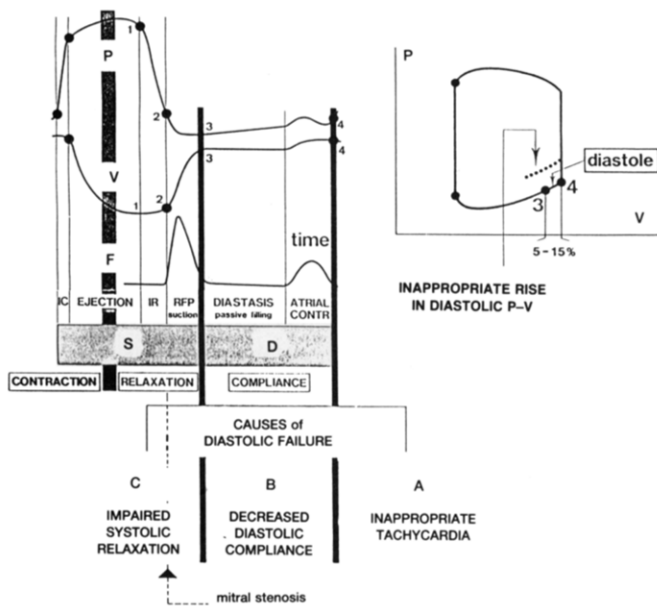 P
1
2
3
4
V
1
2
3
4
F
time
IC
EJECTION
IR
RFP
suction
DIASTASIS
passive filling
ATRIAL
CONTR
S
D
CONTRACTION
RELAXATION
COMPLIANCE
P
diastole
3
4
V
5-15%
INAPPROPRIATE RISE
IN DIASTOLIC P-V
CAUSES of
DIASTOLIC FAILURE
C
IMPAIRED
SYSTOLIC
RELAXATION
B
DECREASED
DIASTOLIC
COMPLIANCE
A
INAPPROPRIATE
TACHYCARDIA
mitral stenosis